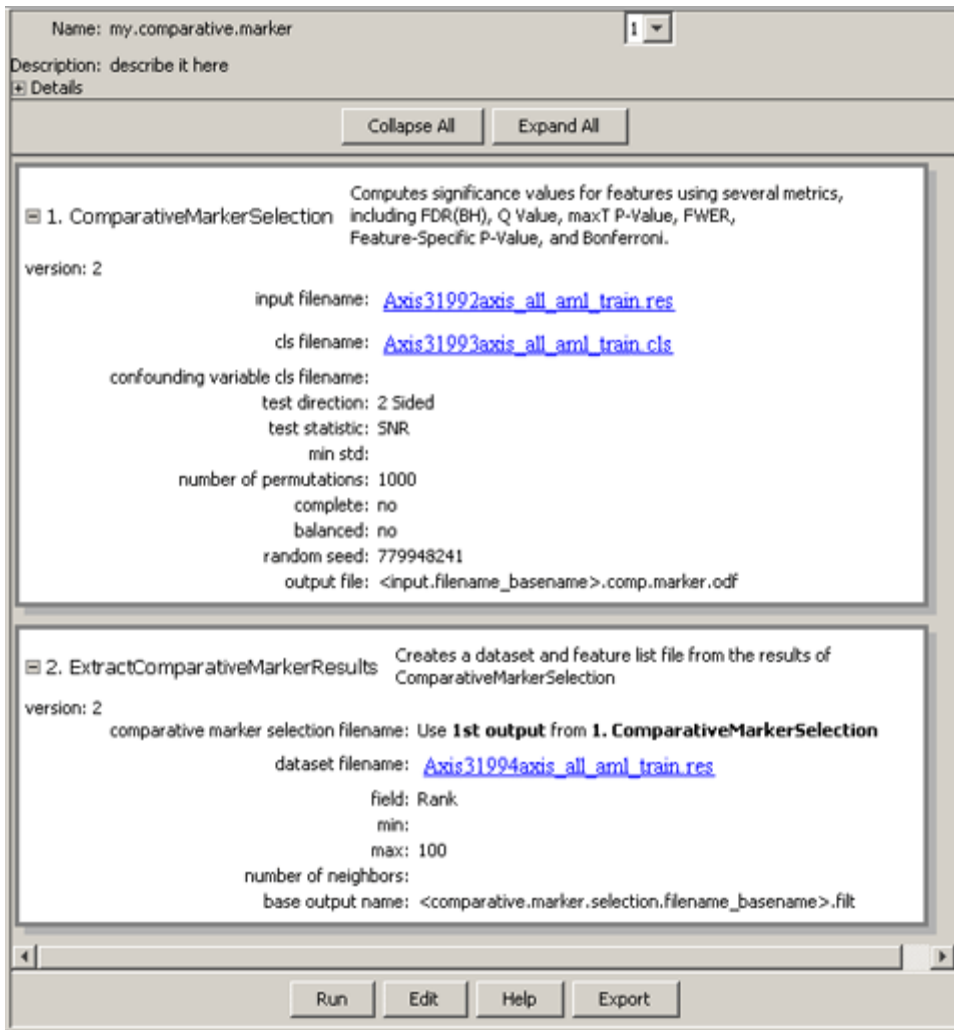 Name: my.comparative.marker 1
Description: describe it here
Details
Collapse All Expand All
1. ComparativeMarkerSelection
Computes significance values for features using several metrics,
including FDR(BH), Q Value, maxT P-Value, FWER,
Feature-Specific P-Value, and Bonferroni.
version: 2
input filename: Axis31992axis_all_aml_train.res
cls filename: Axis31993axis_all_aml_train.cls
confounding variable cls filename:
test direction: 2 Sided
test statistic: SNR
min std:
number of permutations: 1000
complete: no
balanced: no
random seed: 779948241
output file: <input.filename_basename>.comp.marker.odf
2. ExtractComparativeMarkerResults
Creates a dataset and feature list file from the results of
ComparativeMarkerSelection
version: 2
comparative marker selection filename: Use 1st output from 1. ComparativeMarkerSelection
dataset filename: Axis31994axis_all_aml_train.res
field: Rank
min:
max: 100
number of neighbors:
base output name: <comparative.marker.selection.filename_basename>.filt
Run Edit Help Export